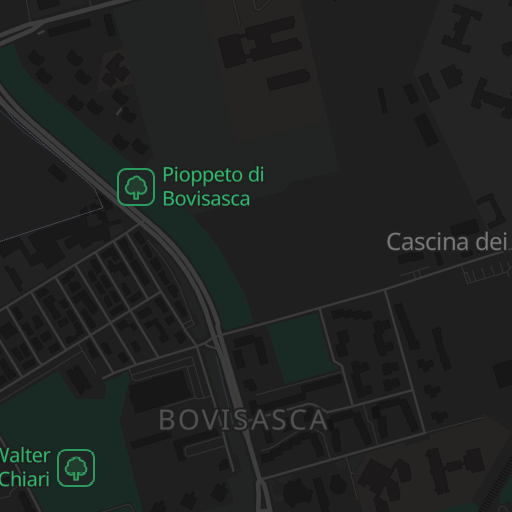 Pioppeto di
Bovisasca
Cascina dei
BOVISASCA
Walter
Chiari